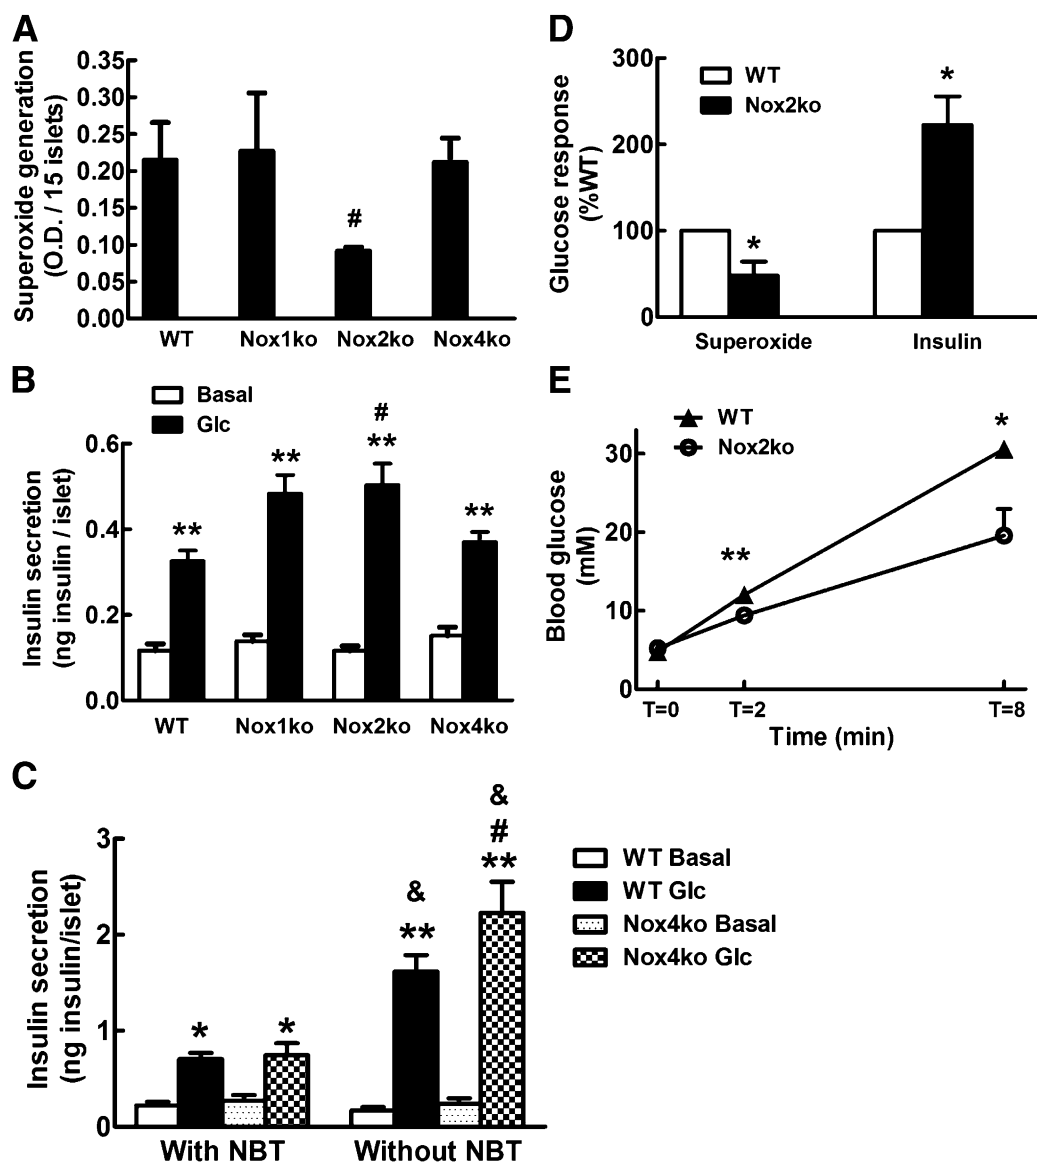 A
Superoxide generation
(O.D. / 15 islets)
0.35
0.30
0.25
0.20
0.15
0.10
0.05
0.00
#
WT
Nox1ko
Nox2ko
Nox4ko
B
Basal
Glc
Insulin secretion
(ng insulin / islet)
0.6
0.4
0.2
0.0
**
**
#
**
**
WT
Nox1ko
Nox2ko
Nox4ko
C
Insulin secretion
(ng insulin/islet)
3
2
1
0
*
*
&
**
&
#
**
With NBT
Without NBT
WT Basal
WT Glc
Nox4ko Basal
Nox4ko Glc
D
Glucose response
(%WT)
300
200
100
0
WT
Nox2ko
*
*
Superoxide
Insulin
E
WT
Nox2ko
Blood glucose
(mM)
30
20
10
0
**
*
T=0
T=2
T=8
Time (min)